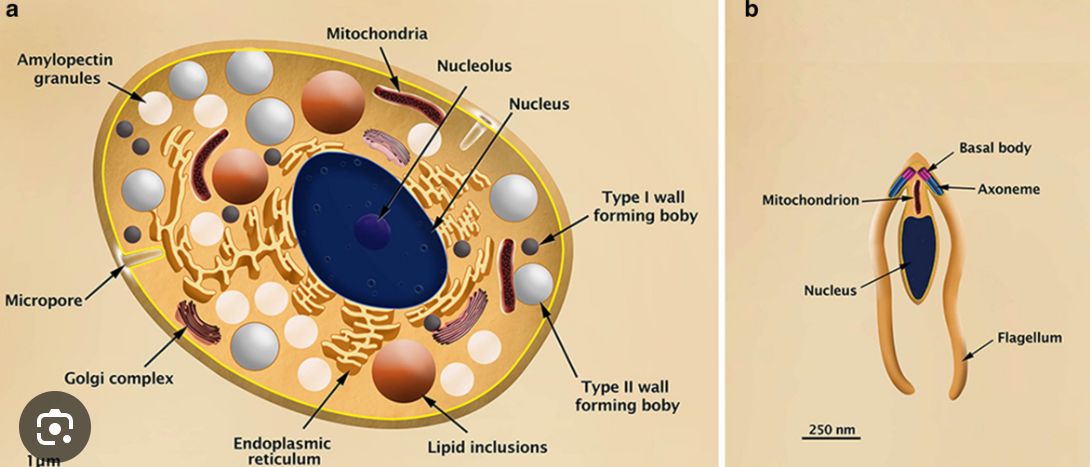 a
Mitochondria
Amylopectin
granules
Nucleolus
Nucleus
Type I wall
forming boby
Micropore
Golgi complex
Type II wall
forming boby
Endoplasmic
reticulum
Lipid inclusions
1μm
b
Basal body
Axoneme
Mitochondrion
Nucleus
Flagellum
250 nm